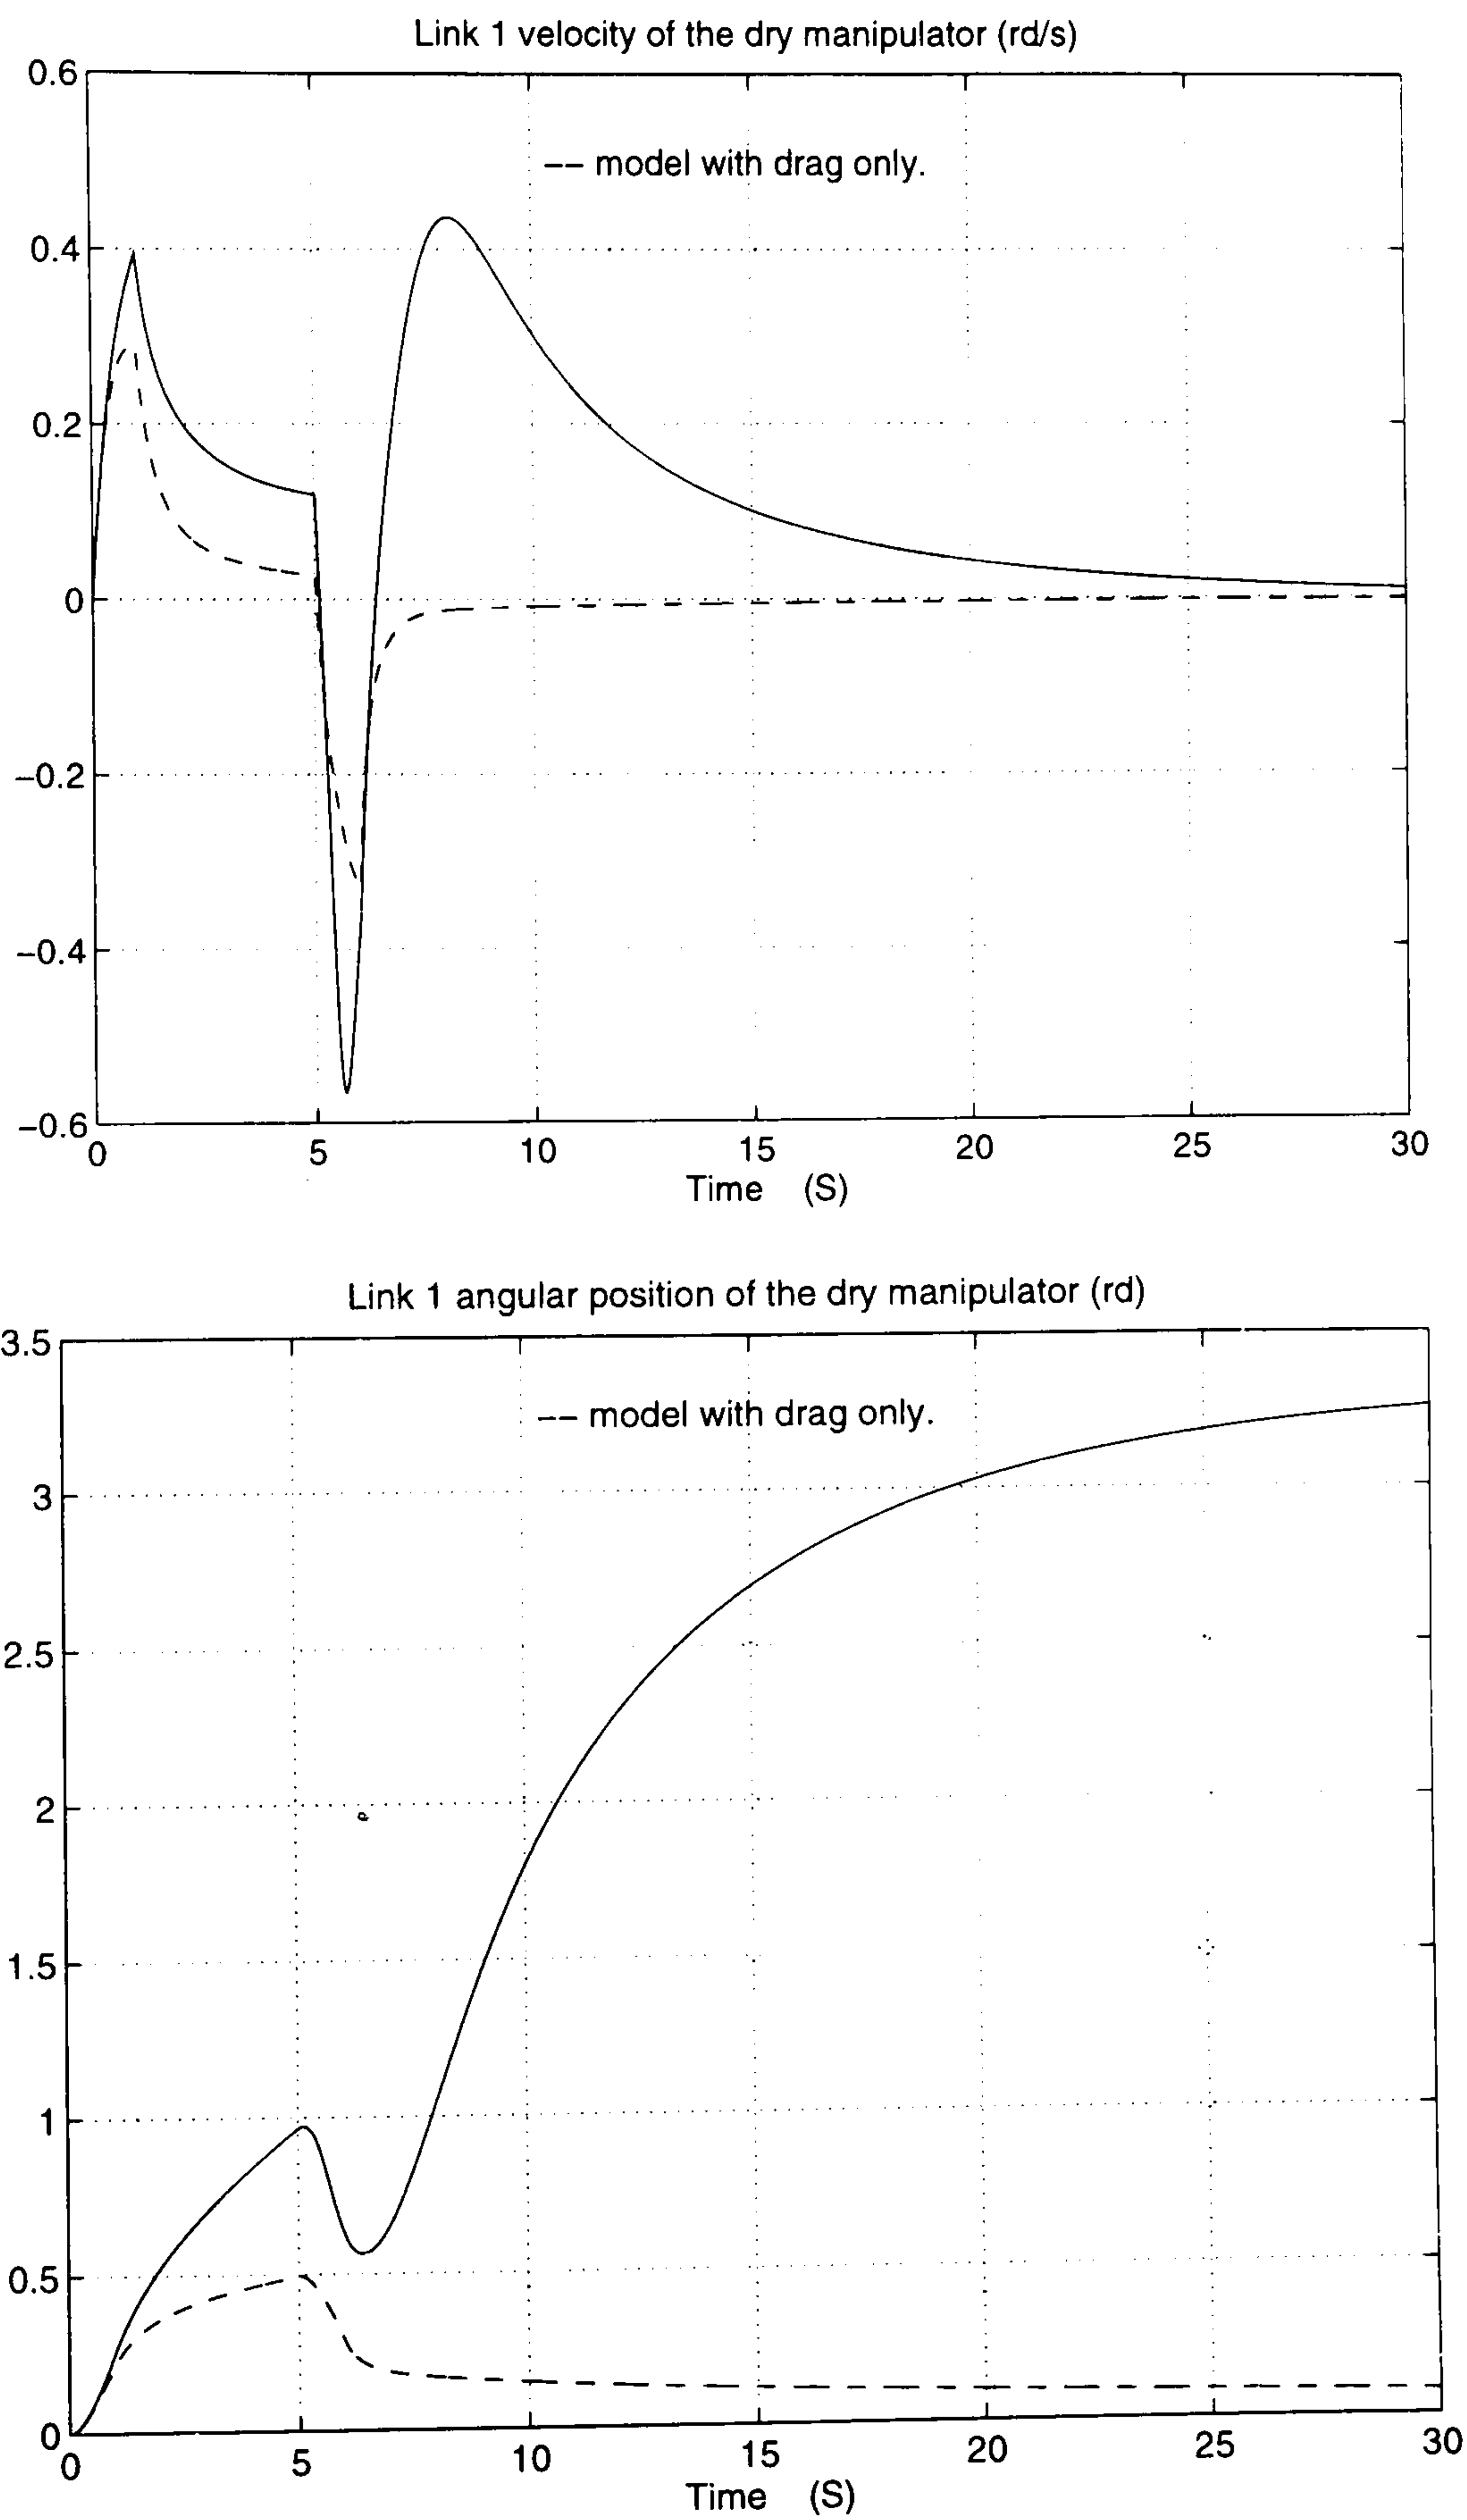 Link 1 velocity of the dry manipulator (rd/s)
0.6
-- model with drag only.
0.4
0.2
0
−0.2
−0.4
−0.6
0 5 10 15 20 25 30
Time (S)
Link 1 angular position of the dry manipulator (rd)
3.5
-- model with drag only.
3
2.5
2
1.5
1
0.5
0
0 5 10 15 20 25 30
Time (S)